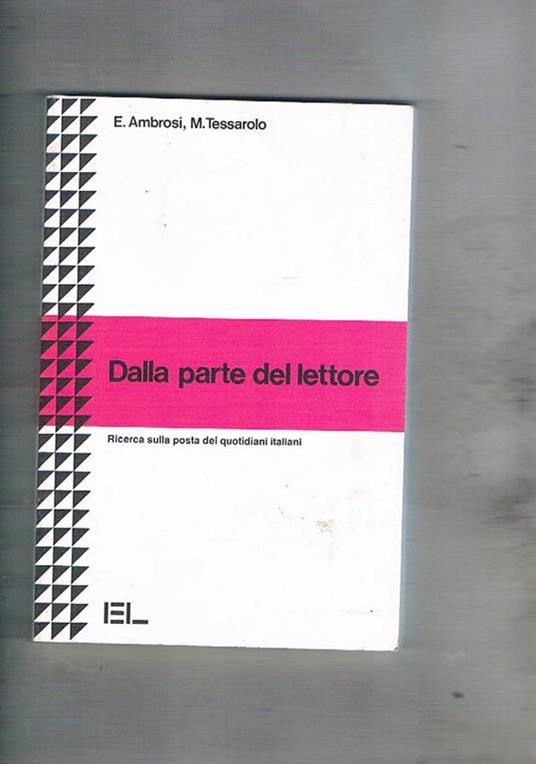 E. Ambrosi, M. Tessarolo
Dalla parte del lettore
Ricerca sulla posta dei quotidiani italiani
EL